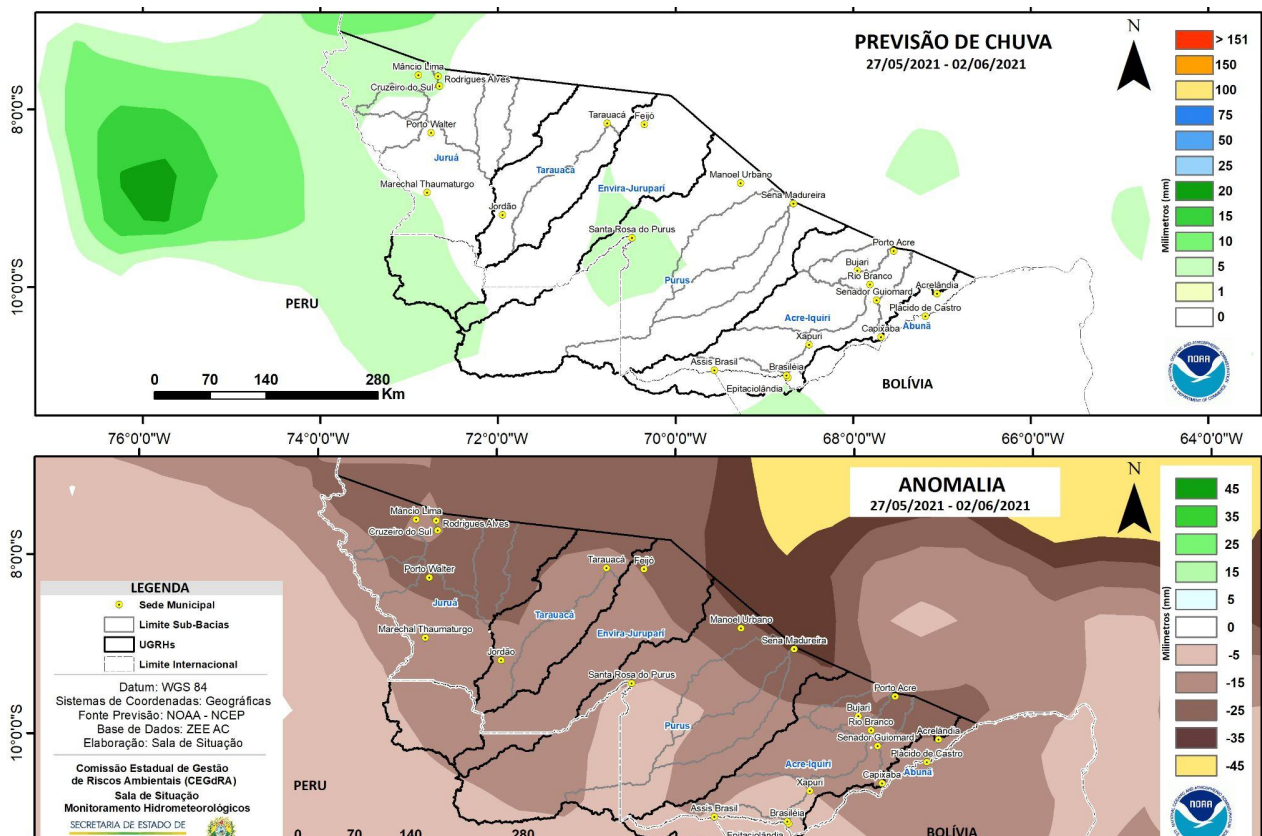 PREVISÃO DE CHUVA
27/05/2021 - 02/06/2021
N
> 151
150
100
75
50
25
20
15
10
5
1
0
Milímetros (mm)
NOAA
8°0'0"S
10°0'0"S
Mâncio Lima
Rodrigues Alves
Cruzeiro do Sul
Porto Walter
Juruá
Marechal Thaumaturgo
Tarauacá
Feijó
Tarauacá
Envira-Jurupari
Jordão
Manoel Urbano
Sena Madureira
Santa Rosa do Purus
Purus
Porto Acre
Bujari
Rio Branco
Senador Guiomard
Acrelândia
Plácido de Castro
Abunã
Acre-Iquiri
Capixaba
Xapuri
Assis Brasil
Brasiléia
Epitaciolândia
PERU
BOLÍVIA
0 70 140 280
Km
76°0'0"W 74°0'0"W 72°0'0"W 70°0'0"W 68°0'0"W 66°0'0"W 64°0'0"W
ANOMALIA
27/05/2021 - 02/06/2021
N
45
35
25
15
5
0
-5
-15
-25
-35
-45
Milímetros (mm)
NOAA
8°0'0"S
10°0'0"S
Mâncio Lima
Rodrigues Alves
Cruzeiro do Sul
Porto Walter
Juruá
Marechal Thaumaturgo
Tarauacá
Feijó
Tarauacá
Envira-Jurupari
Jordão
Manoel Urbano
Sena Madureira
Santa Rosa do Purus
Purus
Porto Acre
Bujari
Rio Branco
Senador Guiomard
Acrelândia
Plácido de Castro
Abunã
Acre-Iquiri
Capixaba
Xapuri
Assis Brasil
Brasiléia
Epitaciolândia
PERU
BOLÍVIA
0 70 140 280
LEGENDA
Sede Municipal
Limite Sub-Bacias
UGRHs
Limite Internacional
Datum: WGS 84
Sistemas de Coordenadas: Geográficas
Fonte Previsão: NOAA - NCEP
Base de Dados: ZEE AC
Elaboração: Sala de Situação
Comissão Estadual de Gestão
de Riscos Ambientais (CEGdRA)
Sala de Situação
Monitoramento Hidrometeorológicos
SECRETARIA DE ESTADO DE